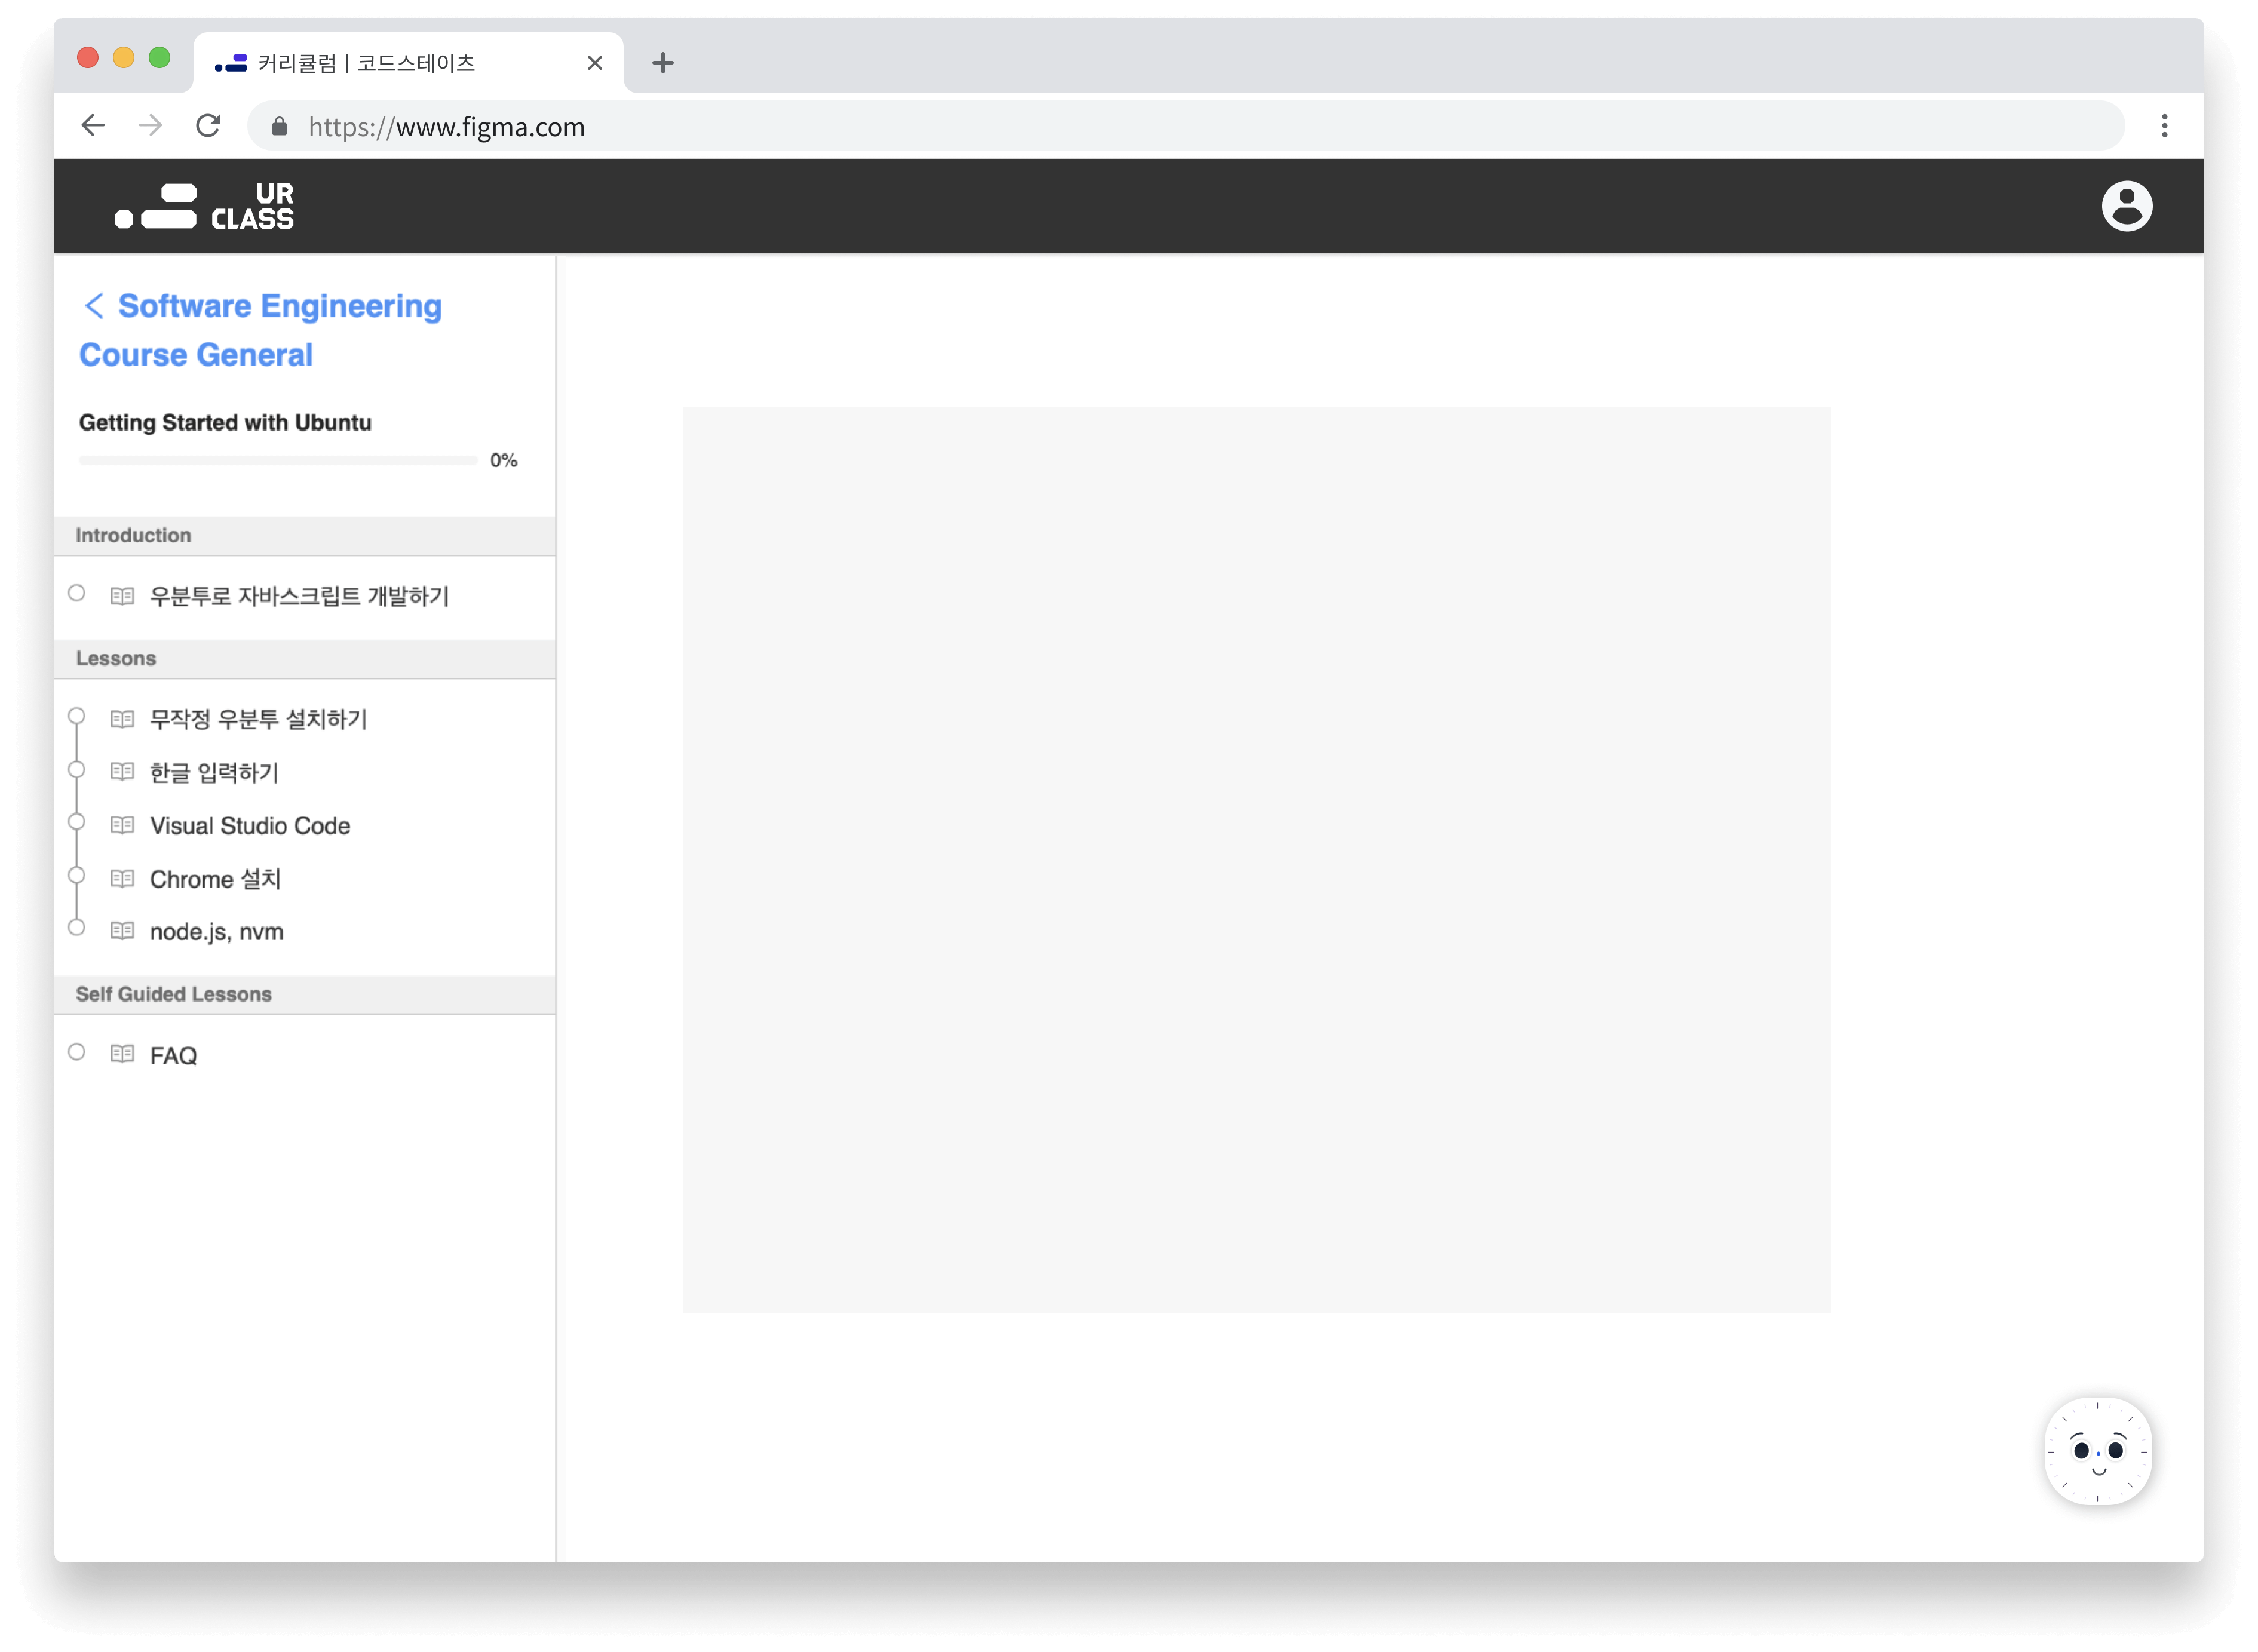 커리큘럼 | 코드스테이츠
https://www.figma.com
UR
CLASS
Software Engineering
Course General
Getting Started with Ubuntu
0%
Introduction
우분투로 자바스크립트 개발하기
Lessons
무작정 우분투 설치하기
한글 입력하기
Visual Studio Code
Chrome 설치
node.js, nvm
Self Guided Lessons
FAQ